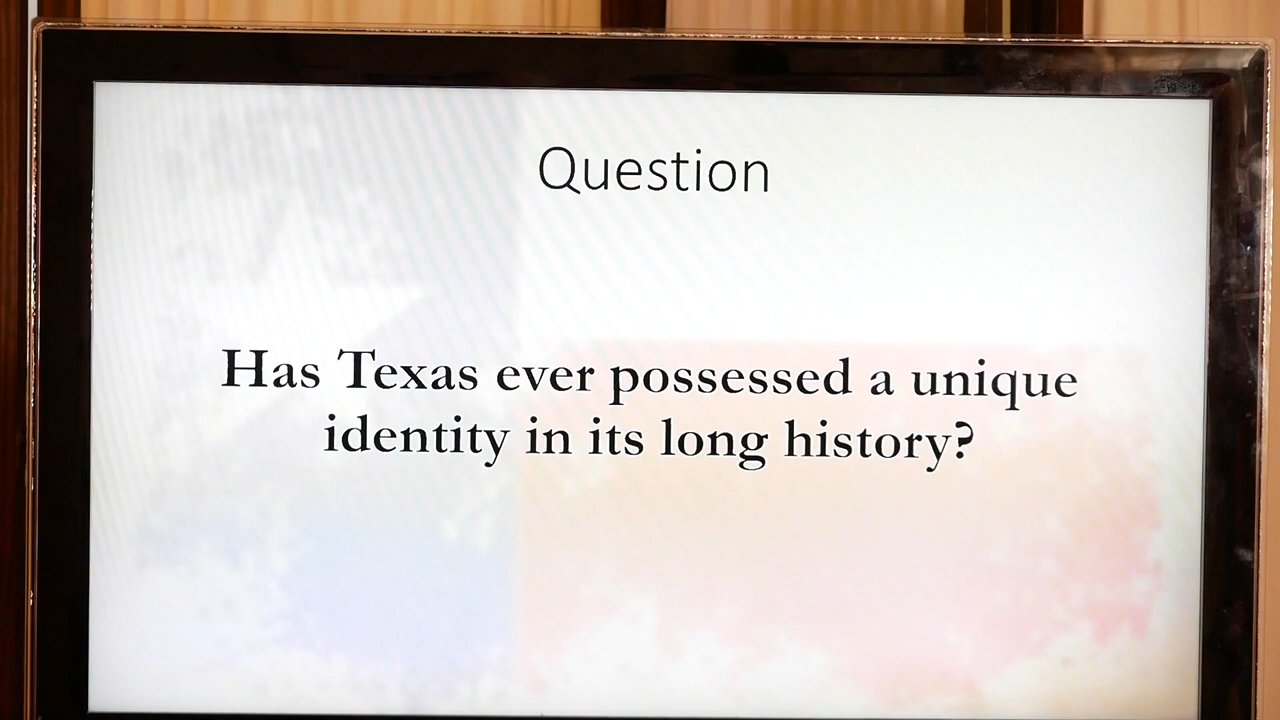 Question
Has Texas ever possessed a unique
identity in its long history?